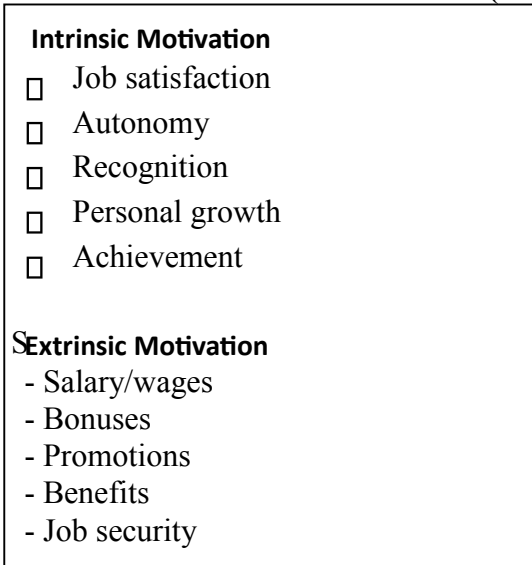 (
Intrinsic Motivation
▯ Job satisfaction
▯ Autonomy
▯ Recognition
▯ Personal growth
▯ Achievement
SExtrinsic Motivation
- Salary/wages
- Bonuses
- Promotions
- Benefits
- Job security